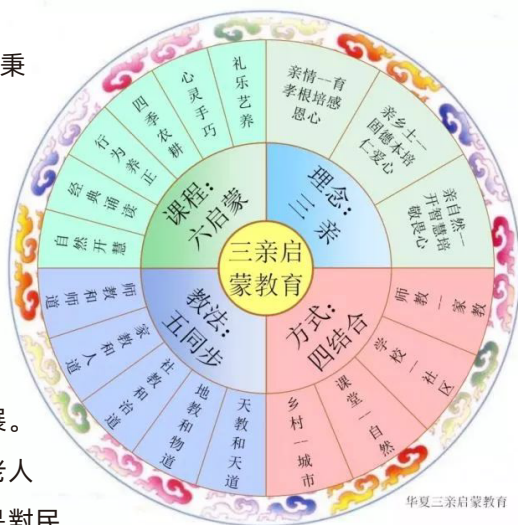 秉
展。
老人
是對民
三亲启
蒙教育
理念：
三 亲
亲情一育
孝根培感
恩心
亲乡土一
固德本培
仁爱心
亲自然一
开智慧培
敬畏心
方式：
四结合
师教一家教
学校一社区
课堂一自然
乡村一城市
教法：
五同步
天教和天道
地教和物道
社教和治道
家教和人道
师教和师道
课程：
六启蒙
自然开慧
经典诵读
行为养正
四季农耕
心灵手巧
礼乐艺养
华夏三亲启蒙教育